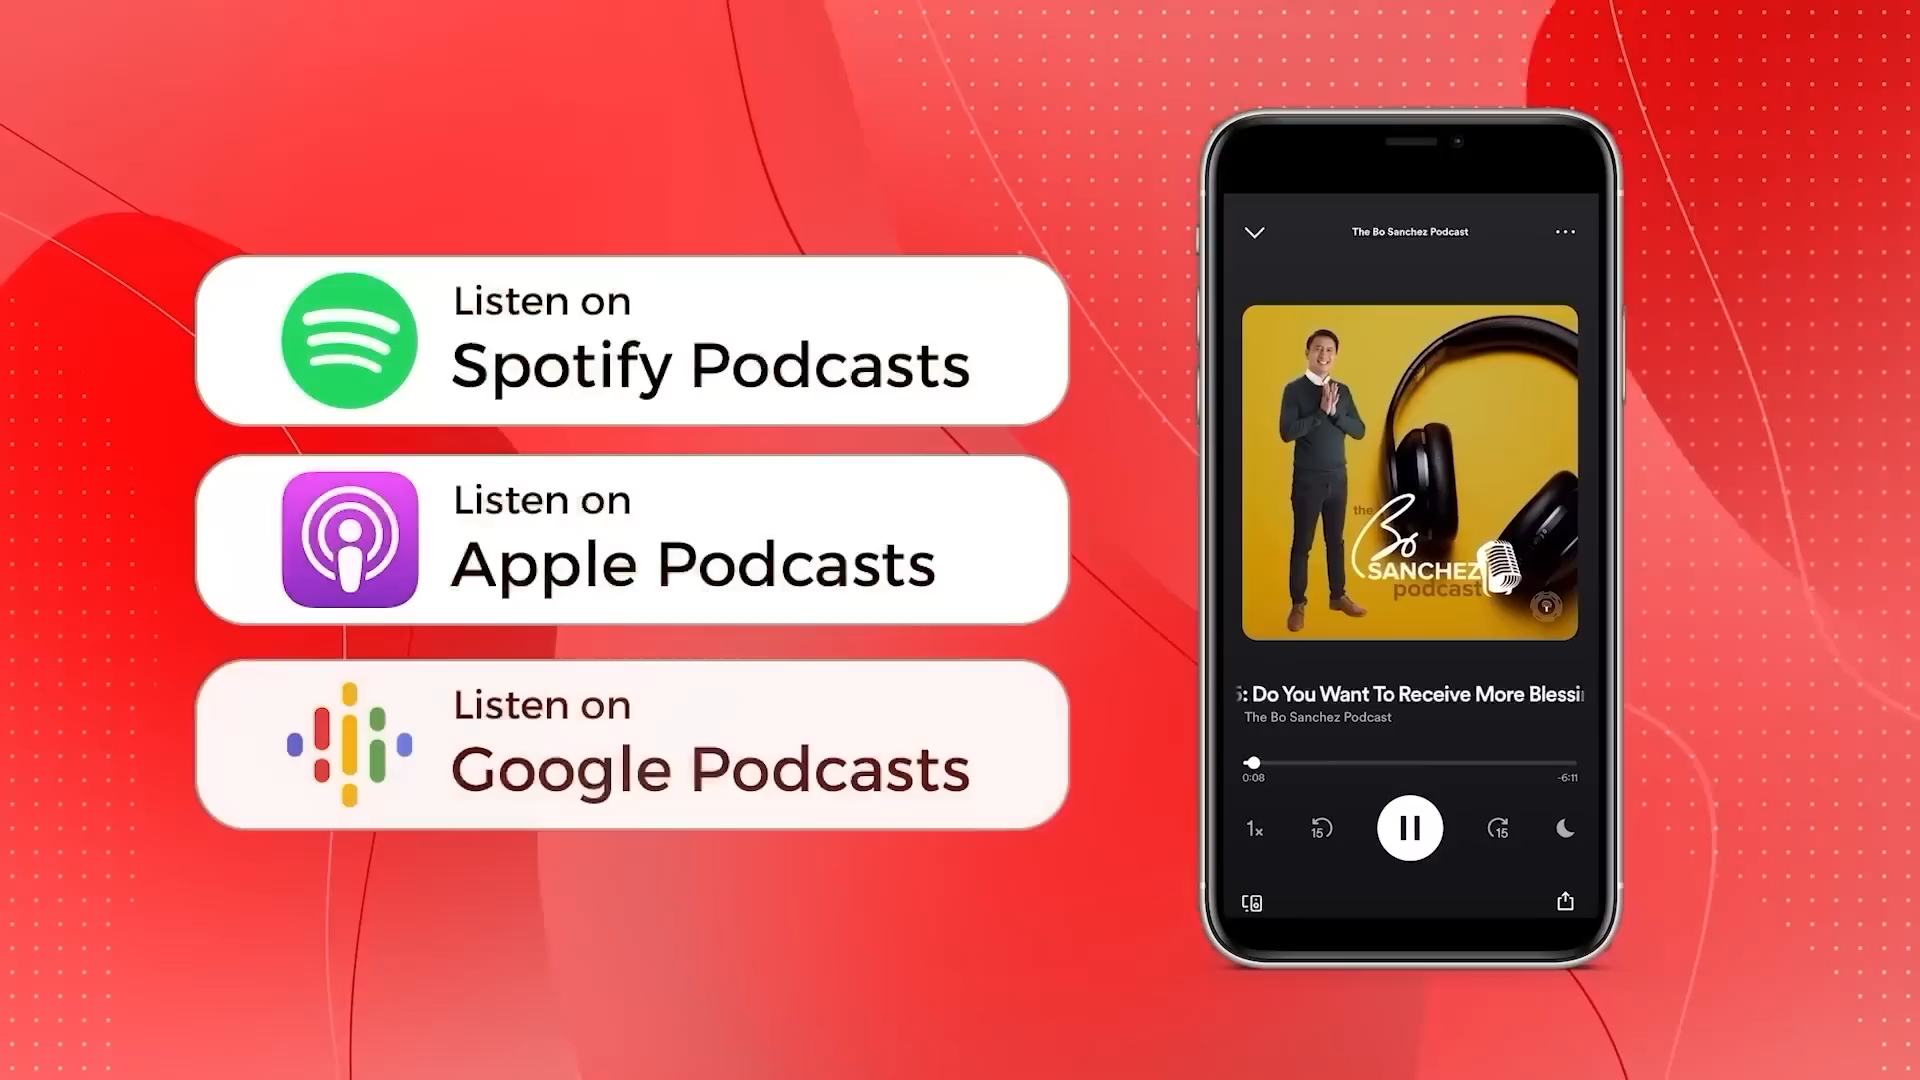 Listen on
Spotify Podcasts
Listen on
Apple Podcasts
Listen on
Google Podcasts
The Bo Sanchez Podcast
the
Bo
SANCHEZ
podcast
: Do You Want To Receive More
The Bo Sanchez Podcast
0:08
-6:11
1x
15
15